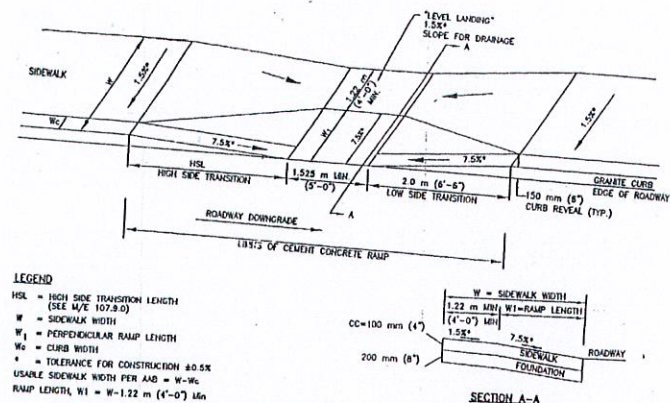 "LEVEL LANDING"
1.5%*
SLOPE FOR DRAINAGE
A
SIDEWALK
W
1.5%*
1.22 m
(4'-0")
MIN.
1.5%*
Wc
7.5%*
W1
7.5%*
7.5%*
HSL
HIGH SIDE TRANSITION
1.525 m MIN.
(5'-0")
2.0 m (6'-6")
LOW SIDE TRANSITION
GRANITE CURB
EDGE OF ROADWAY
150 mm (6")
CURB REVEAL (TYP.)
A
ROADWAY DOWNGRADE
LIMITS OF CEMENT CONCRETE RAMP
LEGEND
HSL = HIGH SIDE TRANSITION LENGTH
(SEE M/E 107.9.0)
W = SIDEWALK WIDTH
W1 = PERPENDICULAR RAMP LENGTH
Wc = CURB WIDTH
* = TOLERANCE FOR CONSTRUCTION ±0.5%
USABLE SIDEWALK WIDTH PER AAB = W-Wc
RAMP LENGTH, W1 = W-1.22 m (4'-0") Min
W = SIDEWALK WIDTH
1.22 m MIN W1=RAMP LENGTH
(4'-0") MIN
CC=100 mm (4")
1.5%* 7.5%*
SIDEWALK
ROADWAY
200 mm (8")
FOUNDATION
SECTION A-A